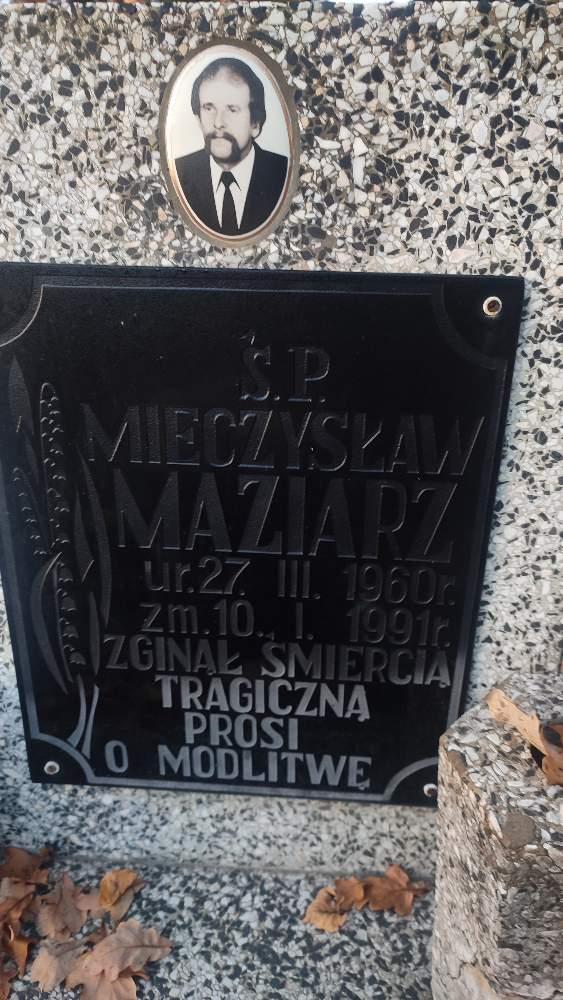 Ś.P.
MIECZYSŁAW
MAZIARZ
ur.27. III. 1960r.
zm.10. I. 1991r.
ZGINĄŁ ŚMIERCIĄ
TRAGICZNĄ
PROSI
O MODLITWĘ